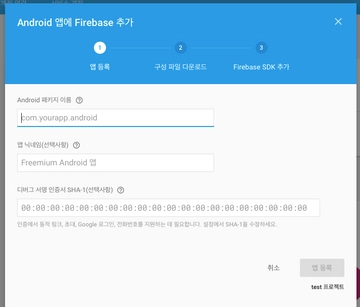 Android 앱에 Firebase 추가
1 2 3
앱 등록 구성 파일 다운로드 Firebase SDK 추가
Android 패키지 이름
com.yourapp.android
앱 닉네임(선택사항)
Freemium Android 앱
디버그 서명 인증서 SHA-1(선택사항)
00:00:00:00:00:00:00:00:00:00:00:00:00:00:00:00:00:00:00:00
인증에서 동적 링크, 초대, Google 로그인, 전화번호를 지원하는 데 필요합니다. 설정에서 SHA-1을 수정하세요.
취소 앱 등록
test 프로젝트